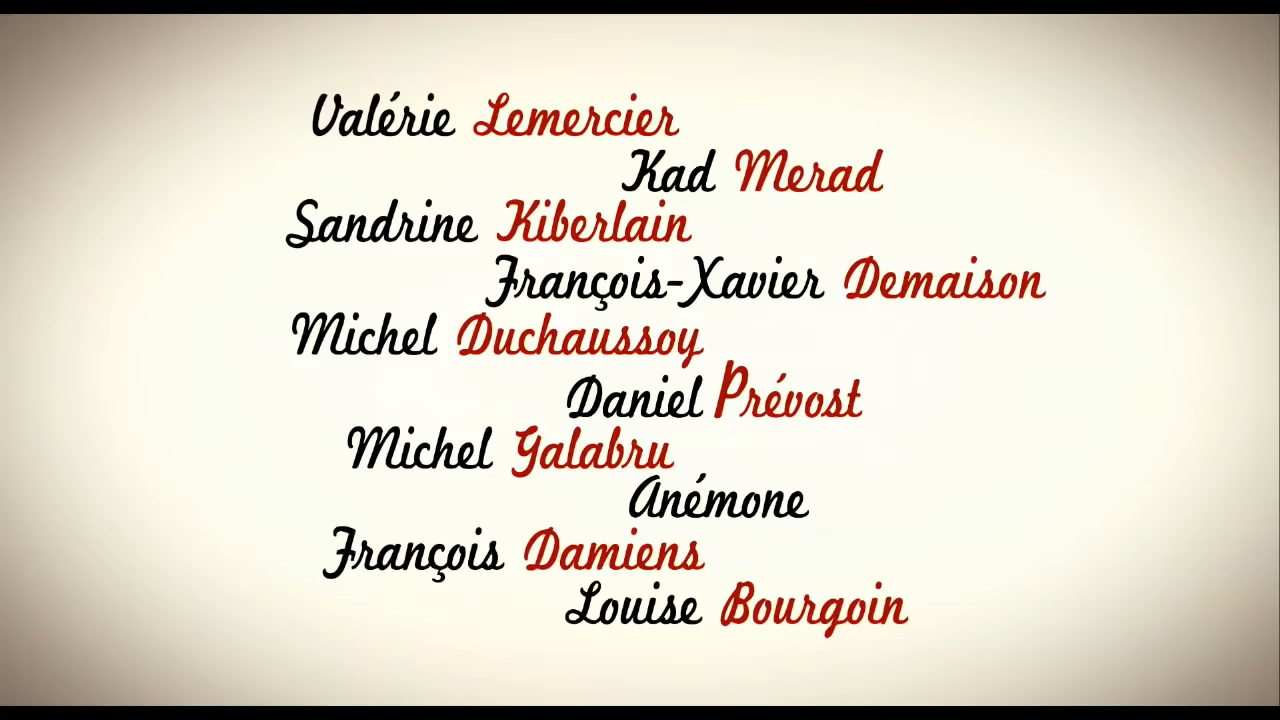 Valérie Lemercier
Kad Merad
Sandrine Kiberlain
François-Xavier Demaison
Michel Duchaussoy
Daniel Prévost
Michel Galabru
Anémone
François Damiens
Louise Bourgoin